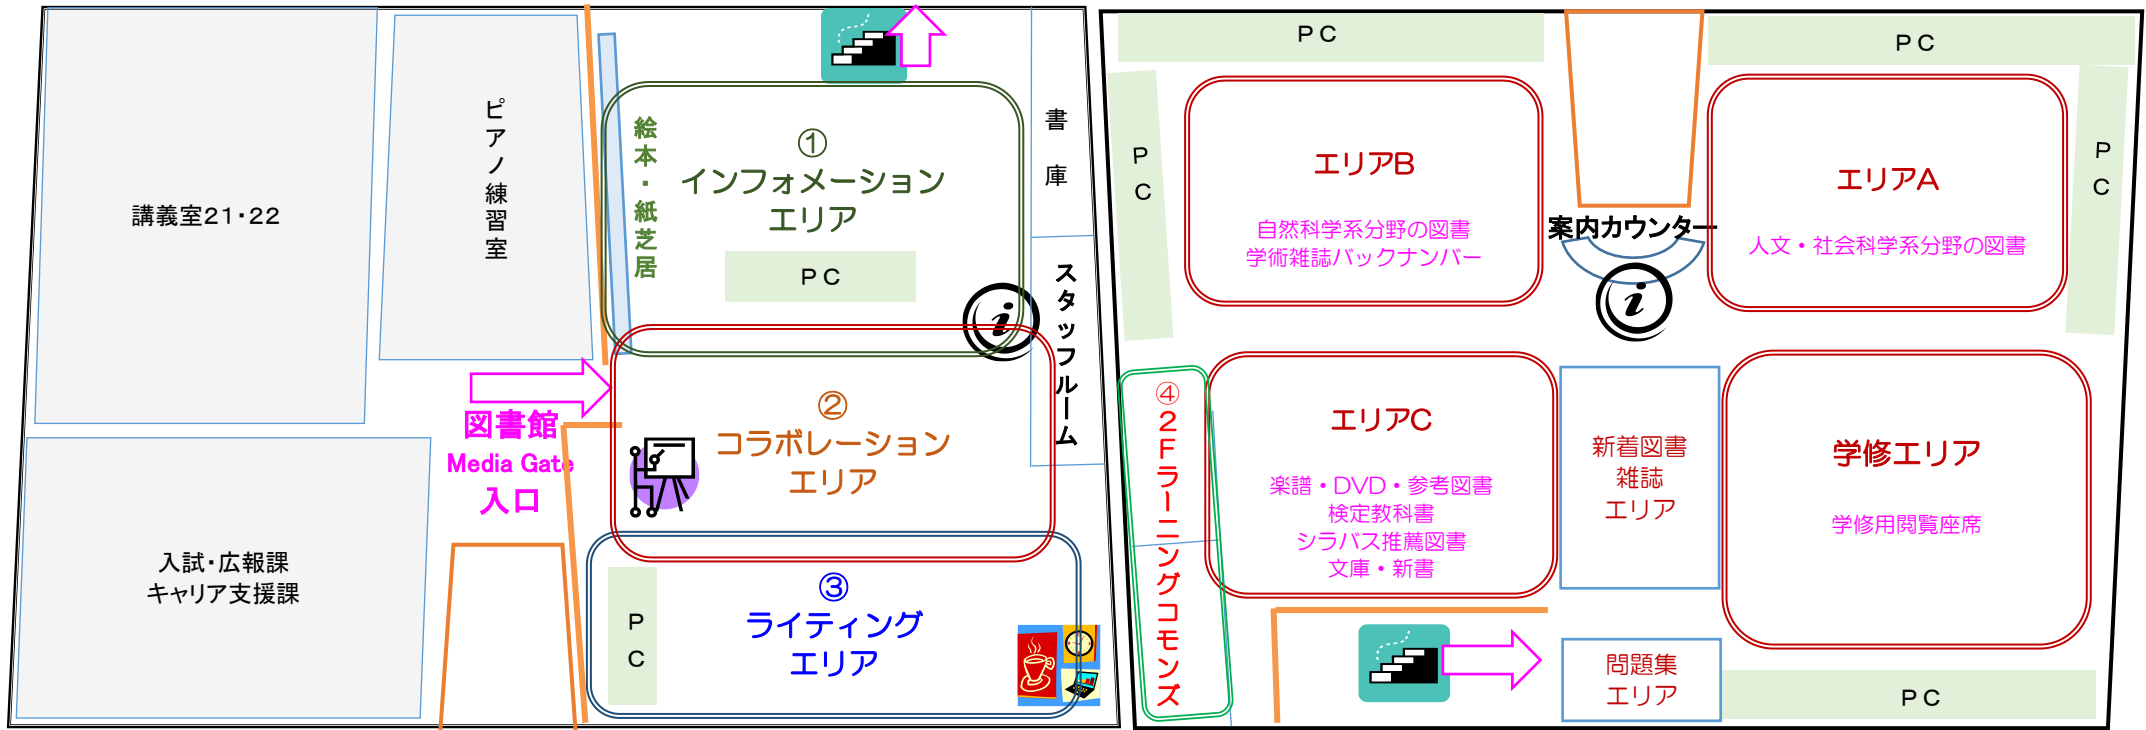 講義室21・22
ピアノ練習室
入試・広報課
キャリア支援課
図書館
Media Gate
入口
絵本・紙芝居
①
インフォメーション
エリア
PC
書庫
スタッフルーム
②
コラボレーション
エリア
③
ライティング
エリア
PC
PC
PC
エリアB
自然科学系分野の図書
学術雑誌バックナンバー
案内カウンター
PC
PC
エリアA
人文・社会科学系分野の図書
④2Fラーニングコモンズ
エリアC
楽譜・DVD・参考図書
検定教科書
シラバス推薦図書
文庫・新書
新着図書
雑誌
エリア
学修エリア
学修用閲覧座席
問題集
エリア
PC